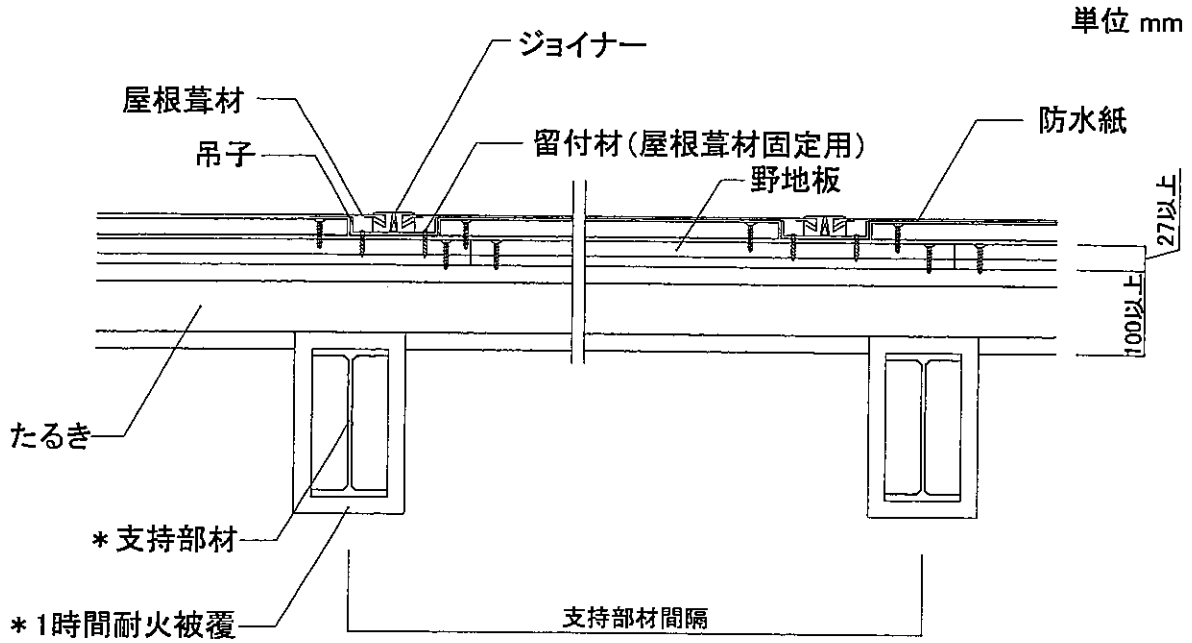 単位 mm
ジョイナー
屋根葺材
吊子
留付材(屋根葺材固定用)
防水紙
野地板
27以上
100以上
たるき
*支持部材
*1時間耐火被覆
支持部材間隔